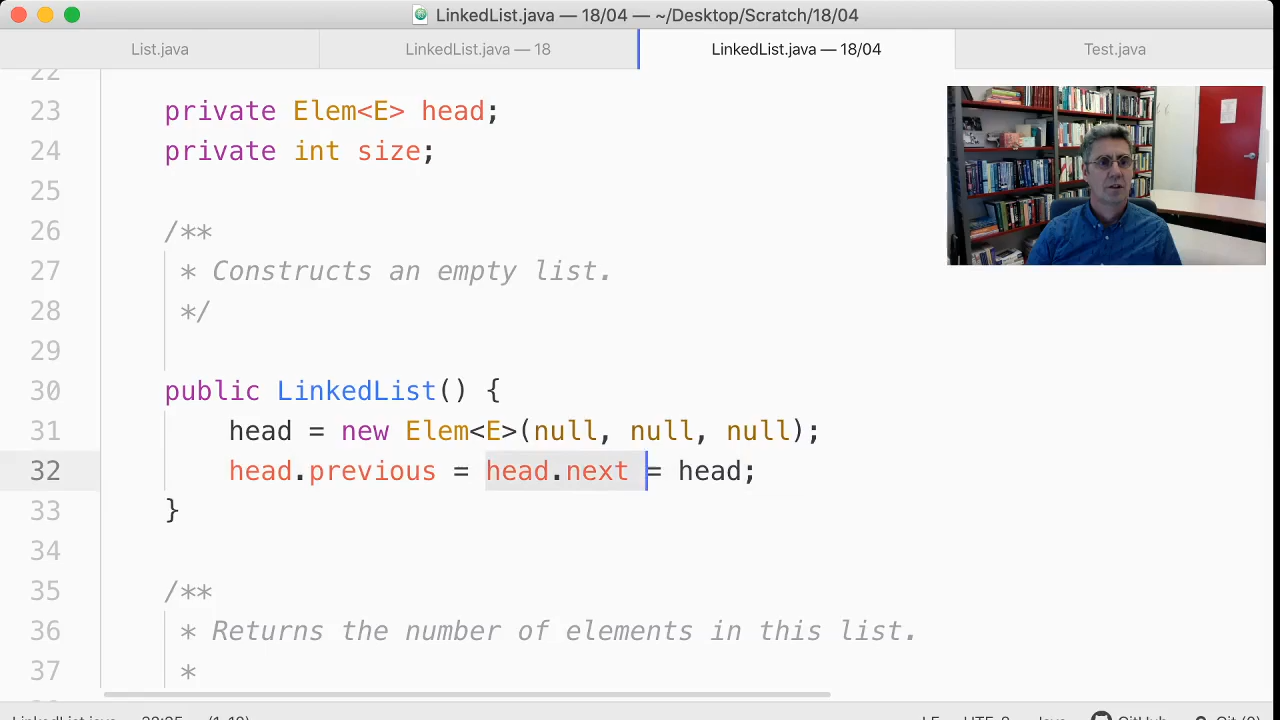 LinkedList.java — 18/04 — ~/Desktop/Scratch/18/04
List.java
LinkedList.java — 18
LinkedList.java — 18/04
Test.java
22
23 private Elem<E> head;
24 private int size;
25
26 /**
27 * Constructs an empty list.
28 */
29
30 public LinkedList() {
31 head = new Elem<E>(null, null, null);
32 head.previous = head.next = head;
33 }
34
35 /**
36 * Returns the number of elements in this list.
37 *